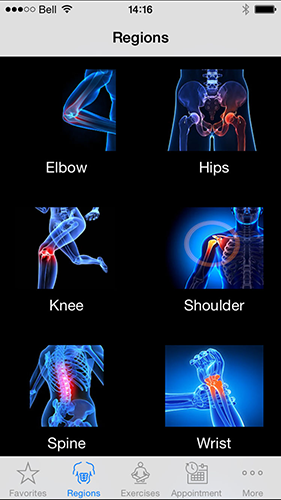 Bell 14:16
Regions
Elbow Hips
Knee Shoulder
Spine Wrist
Favorites Regions Exercises Appointment More